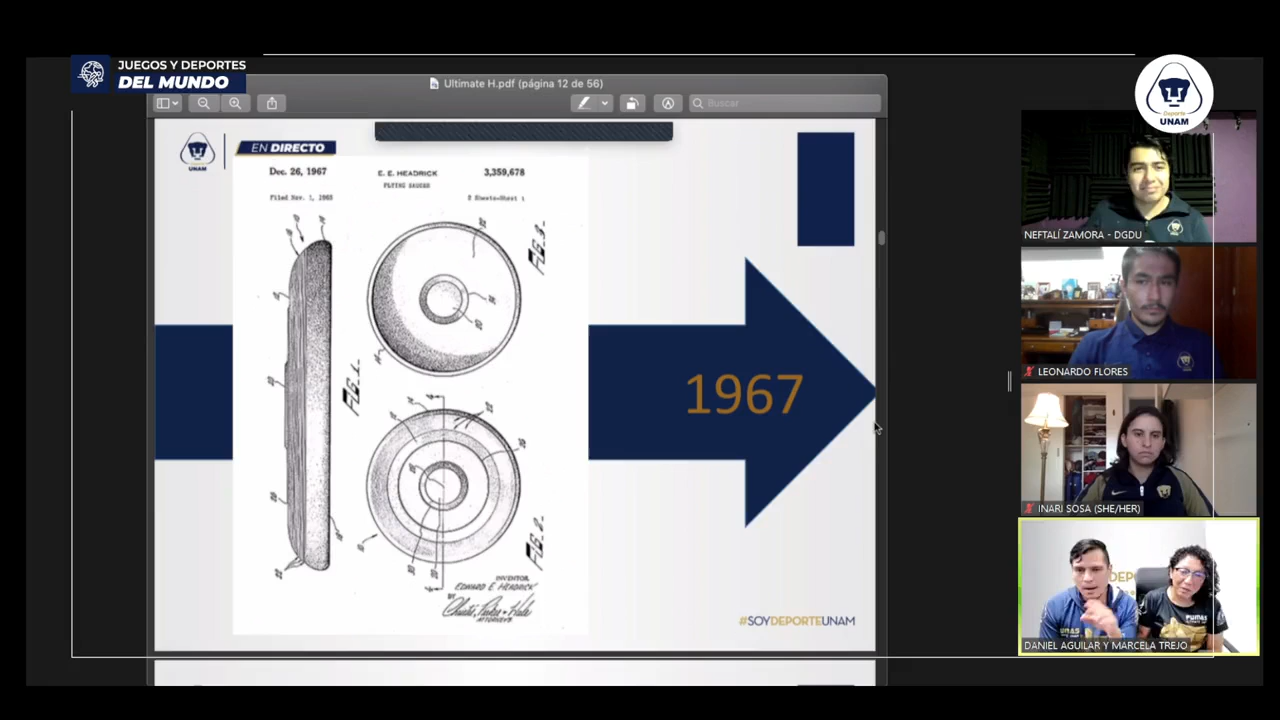 JUEGOS Y DEPORTES
DEL MUNDO
Ultimate H.pdf (página 12 de 56)
Buscar
Deporte
UNAM
UNAM
EN DIRECTO
Dec. 26, 1967
E. E. HEADRICK
3,359,678
FLYING SAUCER
Filed Nov. 1, 1965
2 Sheets-Sheet 1
FIG. 3
FIG. 1
FIG. 2
INVENTOR.
EDWARD E. HEADRICK
BY
ATTORNEYS
1967
#SOYDEPORTEUNAM
NEFTALÍ ZAMORA - DGDU
LEONARDO FLORES
INARI SOSA (SHE/HER)
PUMAS
DANIEL AGUILAR Y MARCELA TREJO